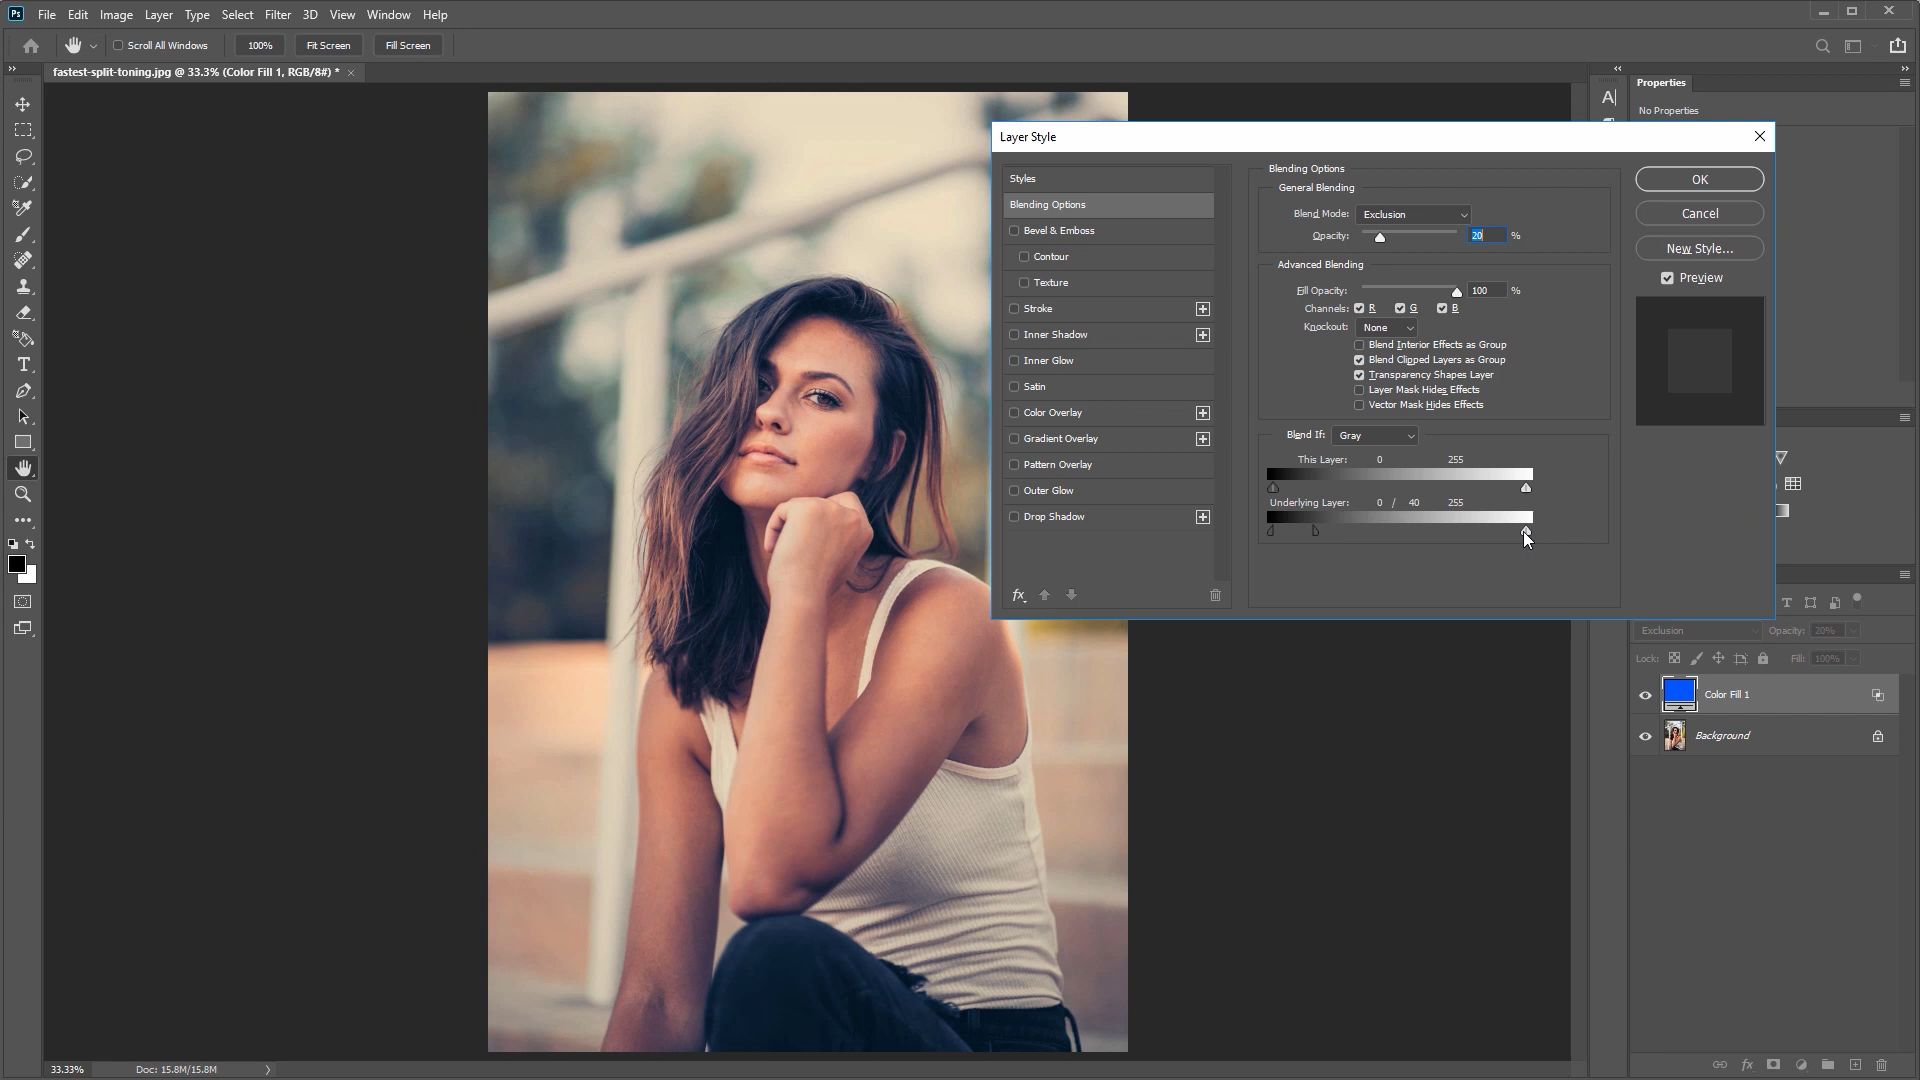 Ps File Edit Image Layer Type Select Filter 3D View Window Help
Scroll All Windows 100% Fit Screen Fill Screen
fastest-split-toning.jpg @ 33.3% (Color Fill 1, RGB/8#) * ×
Properties
No Properties
Layer Style
Styles
Blending Options
Bevel & Emboss
Contour
Texture
Stroke
Inner Shadow
Inner Glow
Satin
Color Overlay
Gradient Overlay
Pattern Overlay
Outer Glow
Drop Shadow
fx
Blending Options
General Blending
Blend Mode: Exclusion
Opacity: 20 %
Advanced Blending
Fill Opacity: 100 %
Channels: R G B
Knockout: None
Blend Interior Effects as Group
Blend Clipped Layers as Group
Transparency Shapes Layer
Layer Mask Hides Effects
Vector Mask Hides Effects
Blend If: Gray
This Layer: 0 255
Underlying Layer: 0 / 40 255
OK
Cancel
New Style...
Preview
Exclusion Opacity: 20%
Lock: Fill: 100%
Color Fill 1
Background
fx
33.33% Doc: 15.8M/15.8M